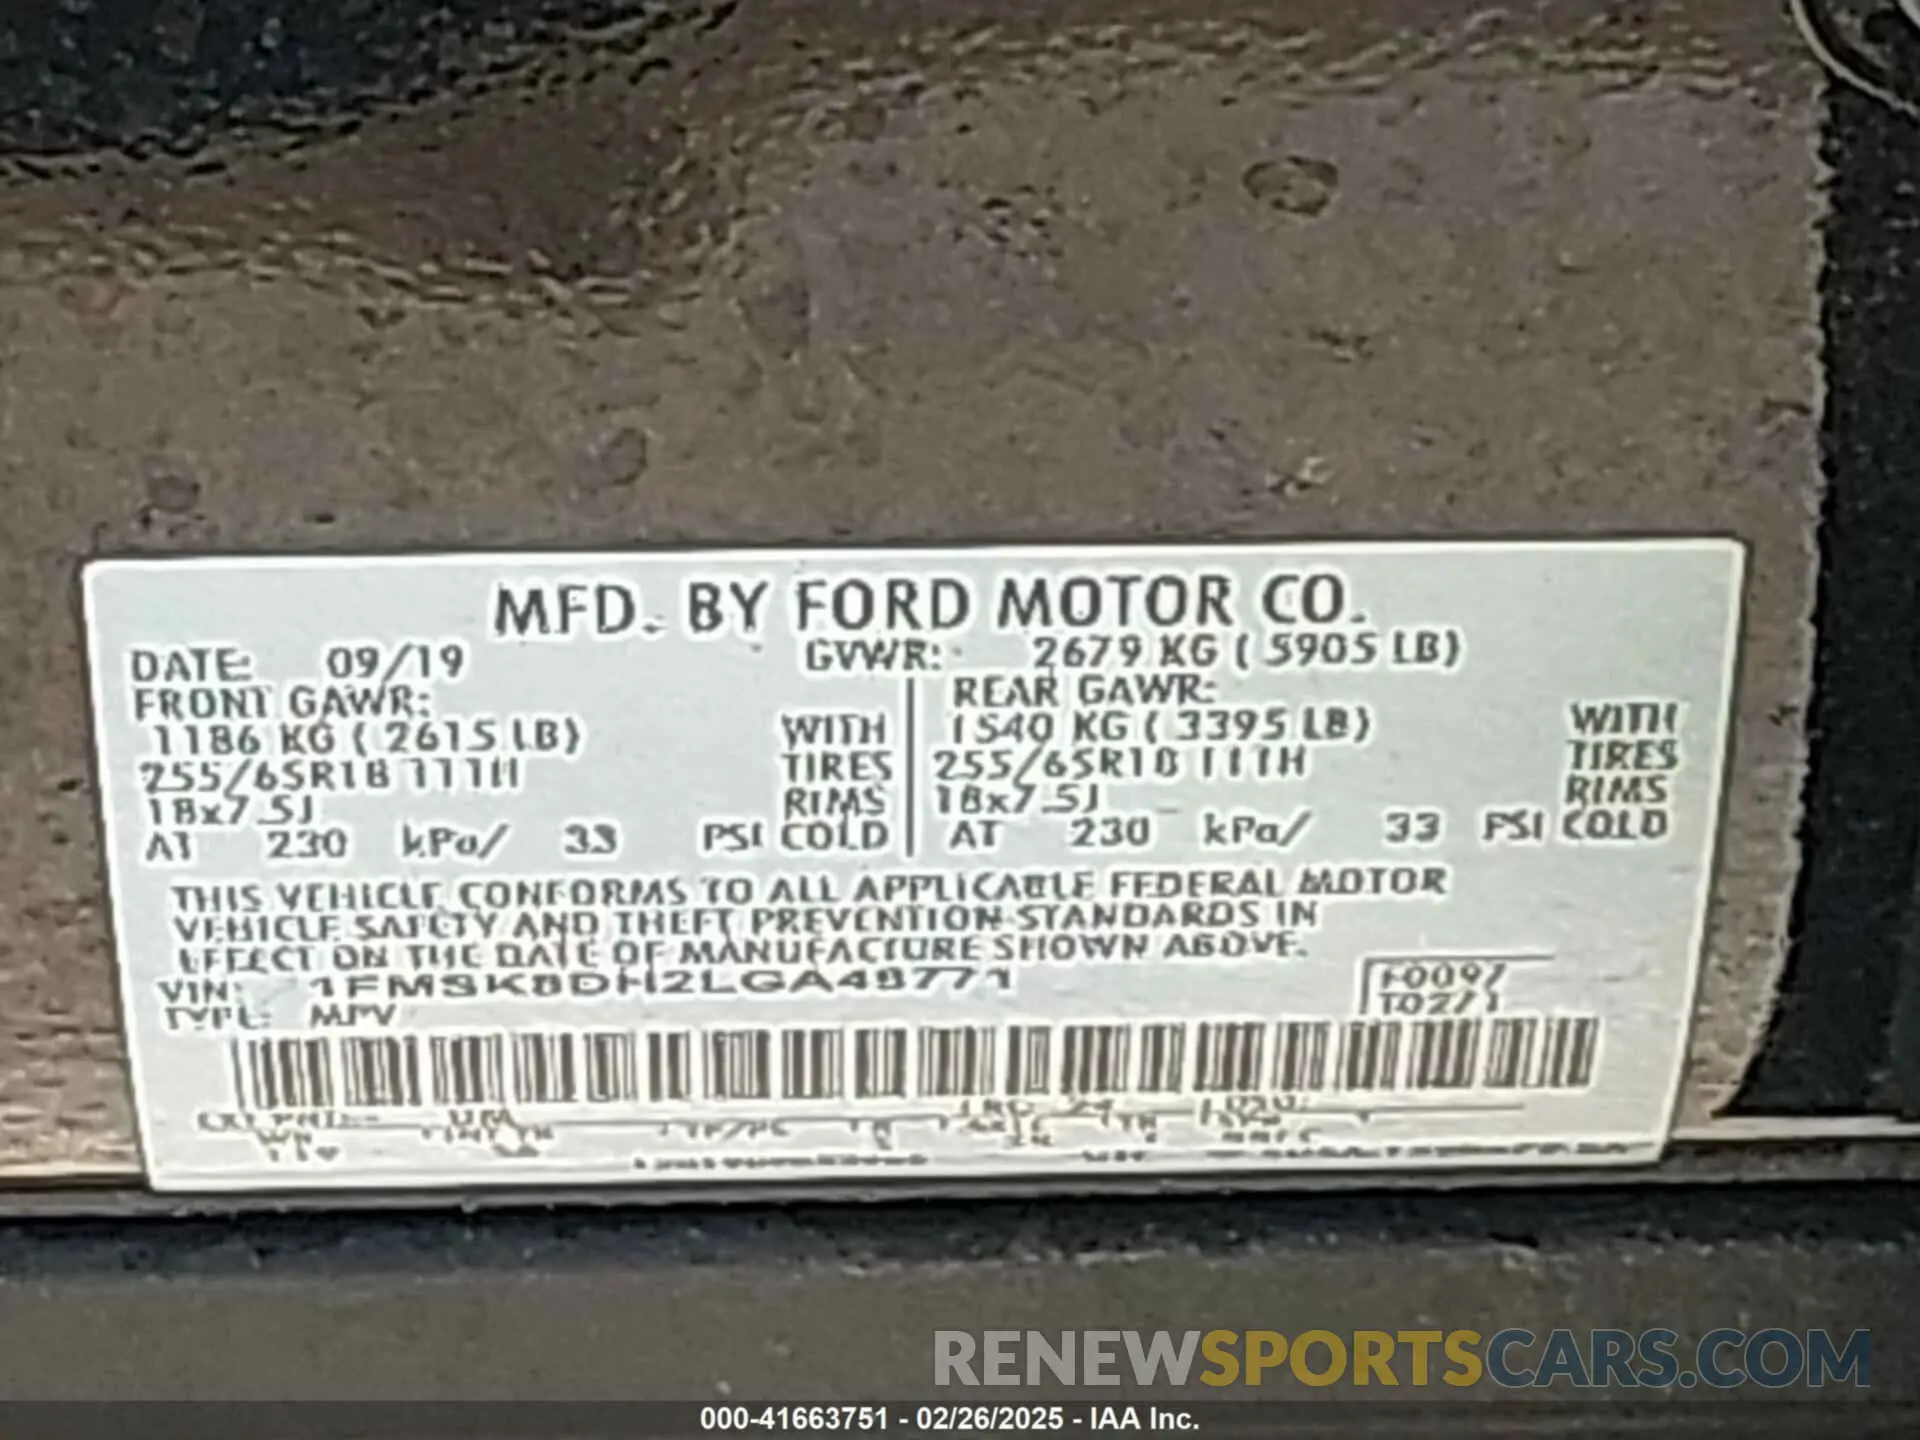 MFD. BY FORD MOTOR CO.
DATE: 09/19 GVWR: 2679 KG ( 5905 LB)
FRONT GAWR: REAR GAWR:
1186 KG ( 2615 LB) WITH 1540 KG ( 3395 LB) WITH
255/65R18 111H TIRES 255/65R18 111H TIRES
18x7.5J RIMS 18x7.5J RIMS
AT 230 kPa/ 33 PSI COLD AT 230 kPa/ 33 PSI COLD
THIS VEHICLE CONFORMS TO ALL APPLICABLE FEDERAL MOTOR
VEHICLE SAFETY AND THEFT PREVENTION STANDARDS IN
EFFECT ON THE DATE OF MANUFACTURE SHOWN ABOVE.
VIN: 1FMSK8DH2LGA48771 F0097
TYPE: MPV T0271
RENEWSPORTSCARS.COM
000-41663751 - 02/26/2025 - IAA Inc.